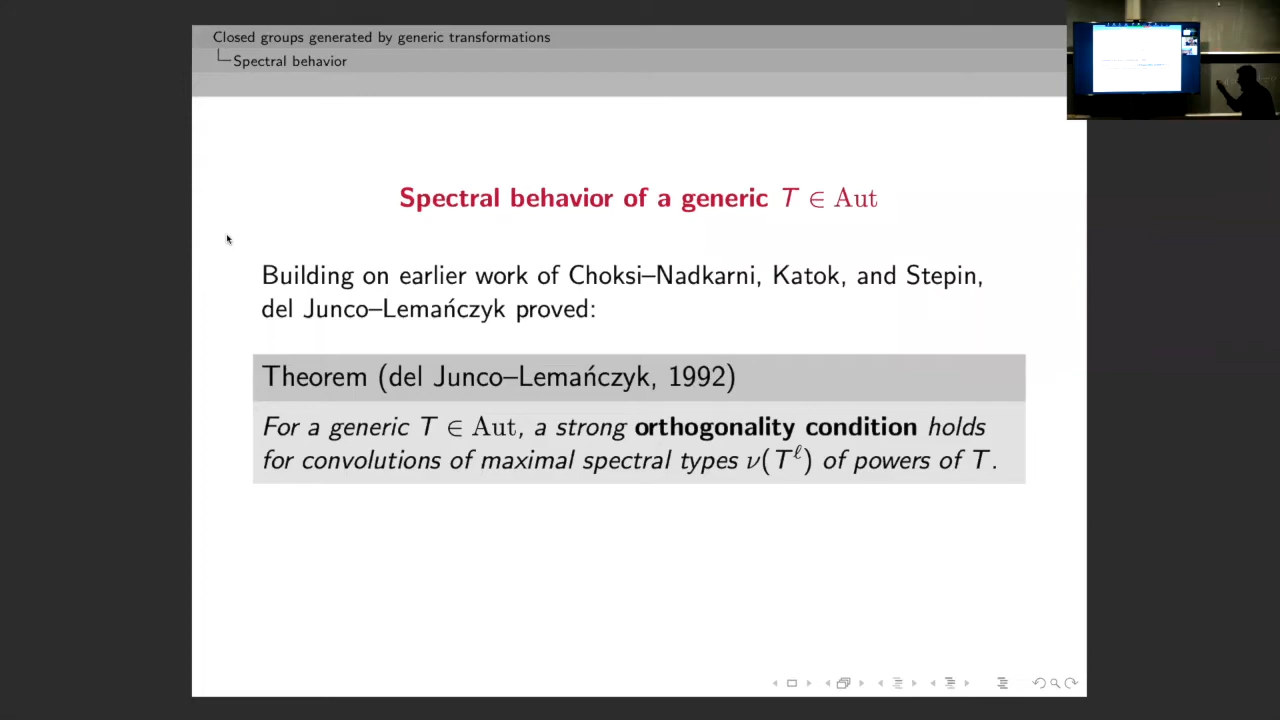 Closed groups generated by generic transformations
Spectral behavior
Spectral behavior of a generic T ∈ Aut
Building on earlier work of Choksi–Nadkarni, Katok, and Stepin,
del Junco–Lemańczyk proved:
Theorem (del Junco–Lemańczyk, 1992)
For a generic T ∈ Aut, a strong orthogonality condition holds
for convolutions of maximal spectral types ν(Tˡ) of powers of T.